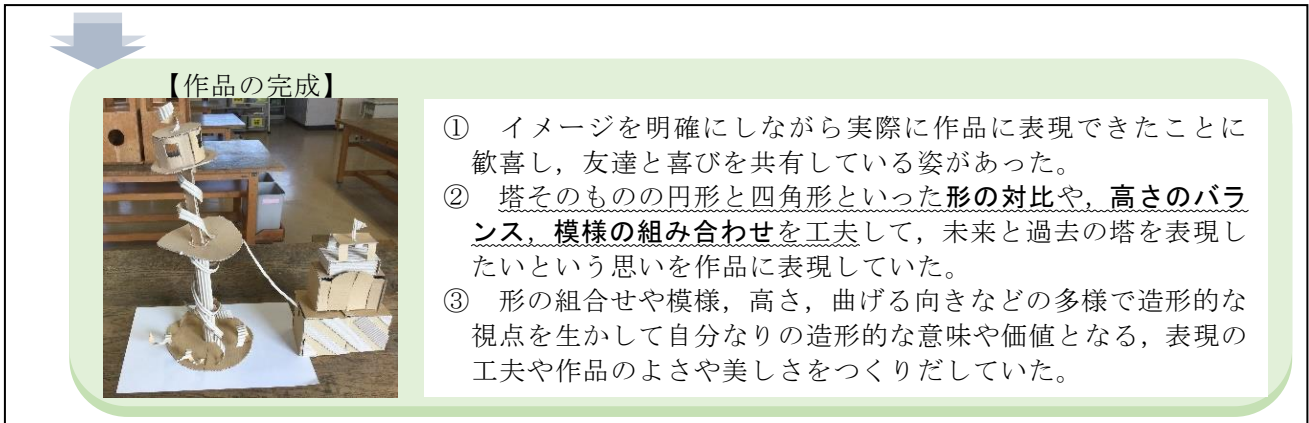 【作品の完成】
① イメージを明確にしながら実際に作品に表現できたことに
歓喜し，友達と喜びを共有している姿があった。
② 塔そのものの円形と四角形といった形の対比や，高さのバラ
ンス，模様の組み合わせを工夫して，未来と過去の塔を表現し
たいという思いを作品に表現していた。
③ 形の組合せや模様，高さ，曲げる向きなどの多様で造形的な
視点を生かして自分なりの造形的な意味や価値となる，表現の
工夫や作品のよさや美しさをつくりだしていた。